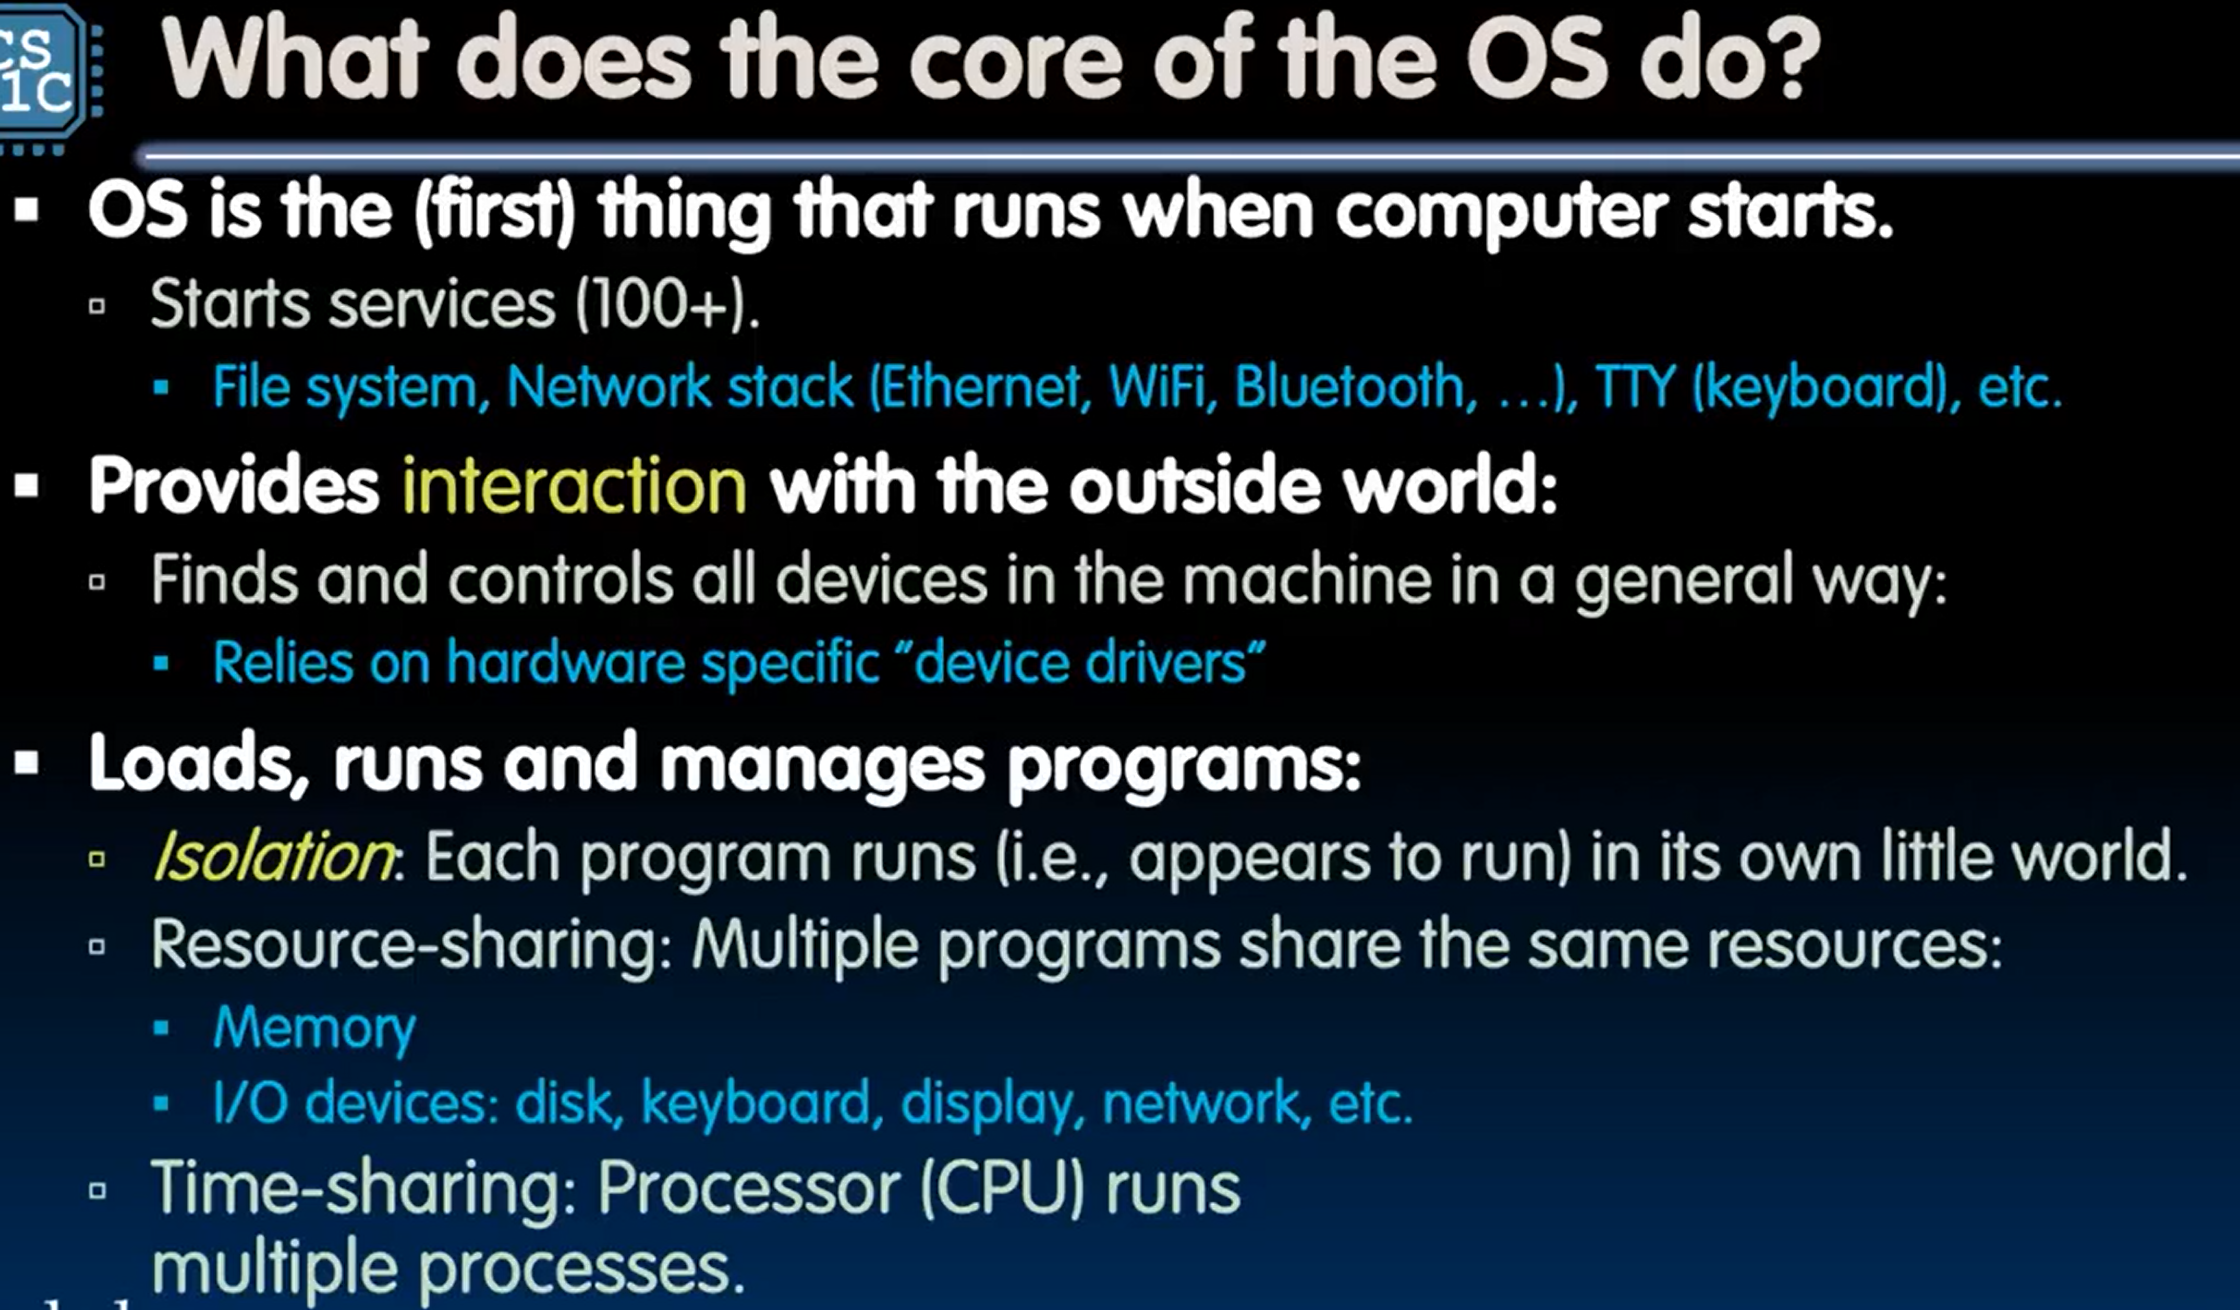 CS
1C
What does the core of the OS do?
OS is the (first) thing that runs when computer starts.
Starts services (100+).
File system, Network stack (Ethernet, WiFi, Bluetooth, …), TTY (keyboard), etc.
Provides interaction with the outside world:
Finds and controls all devices in the machine in a general way:
Relies on hardware specific "device drivers"
Loads, runs and manages programs:
Isolation: Each program runs (i.e., appears to run) in its own little world.
Resource-sharing: Multiple programs share the same resources:
Memory
I/O devices: disk, keyboard, display, network, etc.
Time-sharing: Processor (CPU) runs
multiple processes.